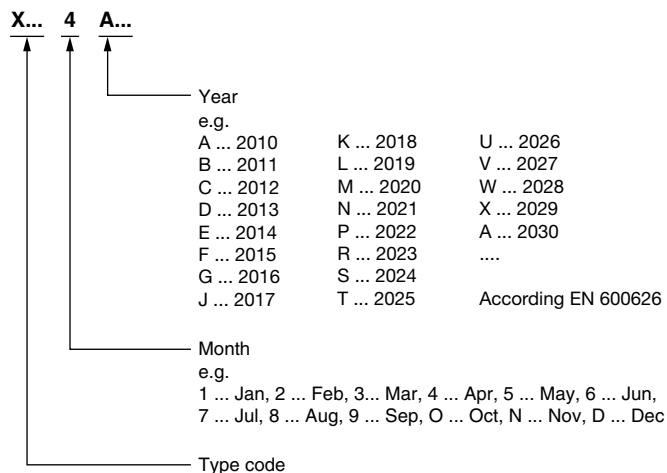 X... 4 A...
Year
e.g.
A ... 2010 K ... 2018 U ... 2026
B ... 2011 L ... 2019 V ... 2027
C ... 2012 M ... 2020 W ... 2028
D ... 2013 N ... 2021 X ... 2029
E ... 2014 P ... 2022 A ... 2030
F ... 2015 R ... 2023 ....
G ... 2016 S ... 2024
J ... 2017 T ... 2025 According EN 600626
Month
e.g.
1 ... Jan, 2 ... Feb, 3... Mar, 4 ... Apr, 5 ... May, 6 ... Jun,
7 ... Jul, 8 ... Aug, 9 ... Sep, O ... Oct, N ... Nov, D ... Dec
Type code